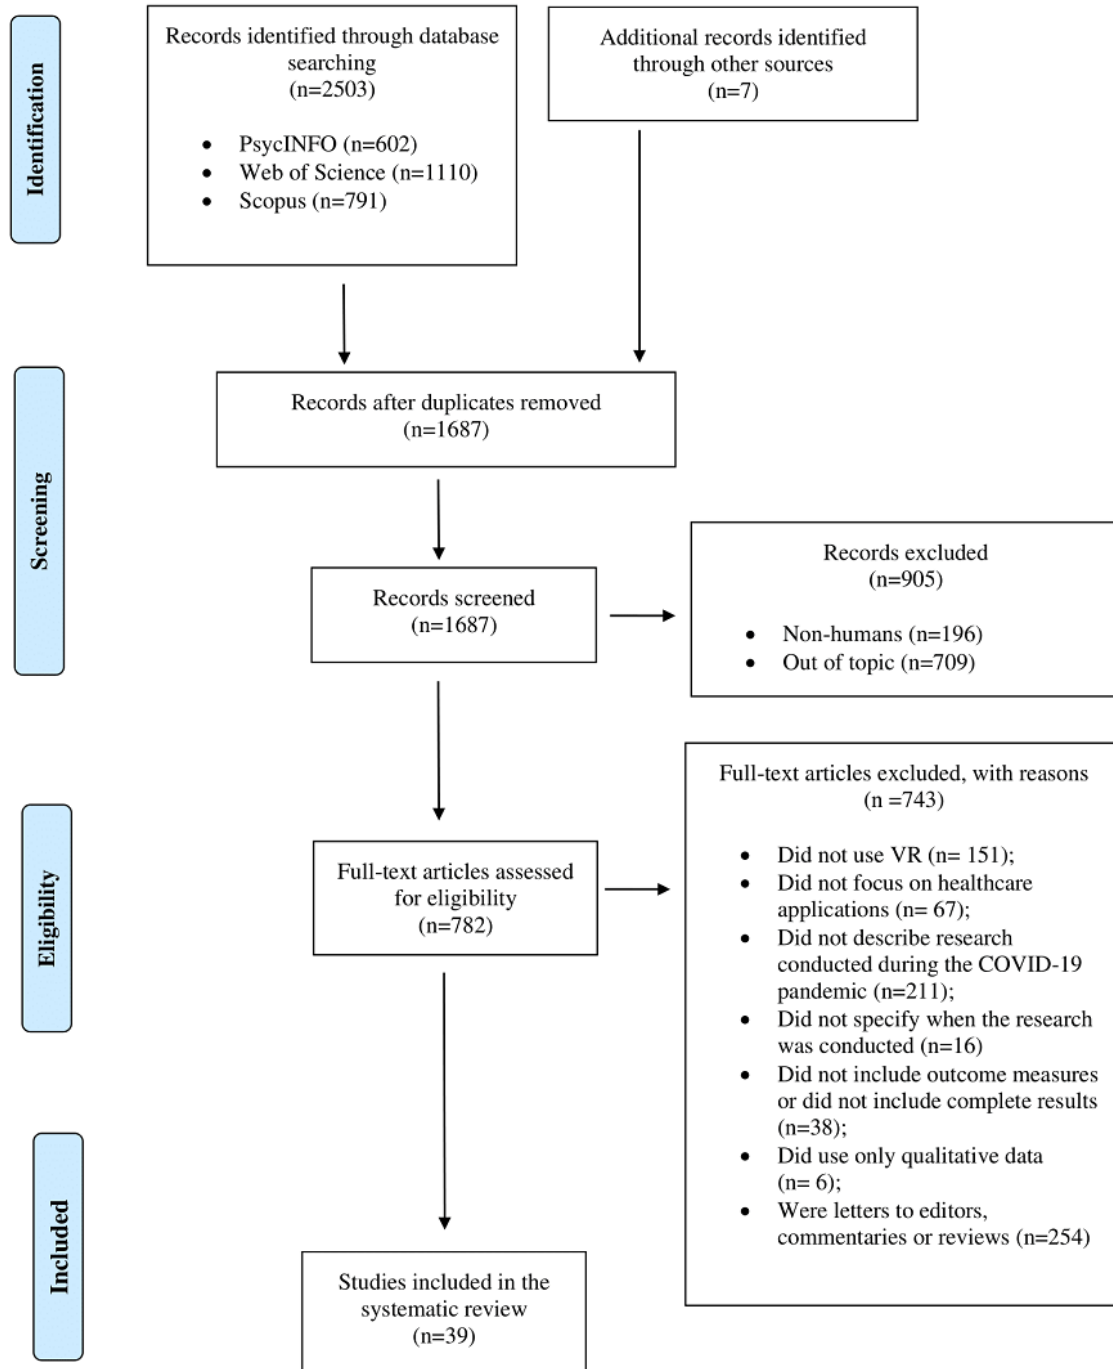 Identification
Records identified through database
searching
(n=2503)
• PsycINFO (n=602)
• Web of Science (n=1110)
• Scopus (n=791)
Additional records identified
through other sources
(n=7)
Screening
Records after duplicates removed
(n=1687)
Records screened
(n=1687)
Records excluded
(n=905)
• Non-humans (n=196)
• Out of topic (n=709)
Eligibility
Full-text articles assessed
for eligibility
(n=782)
Full-text articles excluded, with reasons
(n =743)
• Did not use VR (n= 151);
• Did not focus on healthcare
applications (n= 67);
• Did not describe research
conducted during the COVID-19
pandemic (n=211);
• Did not specify when the research
was conducted (n=16)
• Did not include outcome measures
or did not include complete results
(n=38);
• Did use only qualitative data
(n= 6);
• Were letters to editors,
commentaries or reviews (n=254)
Included
Studies included in the
systematic review
(n=39)